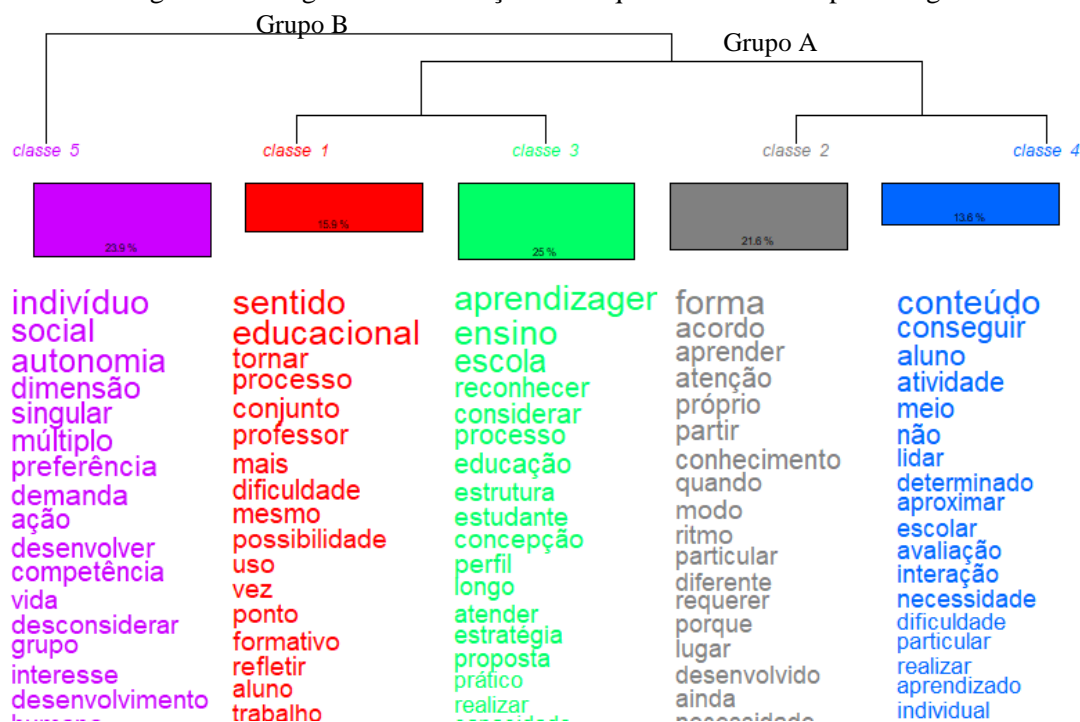 Grupo B
Grupo A
classe 5
classe 1
classe 3
classe 2
classe 4
23.9 %
15.9 %
25 %
21.6 %
13.6 %
indivíduo
social
autonomia
dimensão
singular
múltiplo
preferência
demanda
ação
desenvolver
competência
vida
desconsiderar
grupo
interesse
desenvolvimento
sentido
educacional
tornar
processo
conjunto
professor
mais
dificuldade
mesmo
possibilidade
uso
vez
ponto
formativo
refletir
aluno
trabalho
aprendizager
ensino
escola
reconhecer
considerar
processo
educação
estrutura
estudante
concepção
perfil
longo
atender
estratégia
proposta
prático
realizar
forma
acordo
aprender
atenção
próprio
partir
conhecimento
quando
modo
ritmo
particular
diferente
requerer
porque
lugar
desenvolvido
ainda
necessidade
conteúdo
conseguir
aluno
atividade
meio
não
lidar
determinado
aproximar
escolar
avaliação
interação
necessidade
dificuldade
particular
realizar
aprendizado
individual